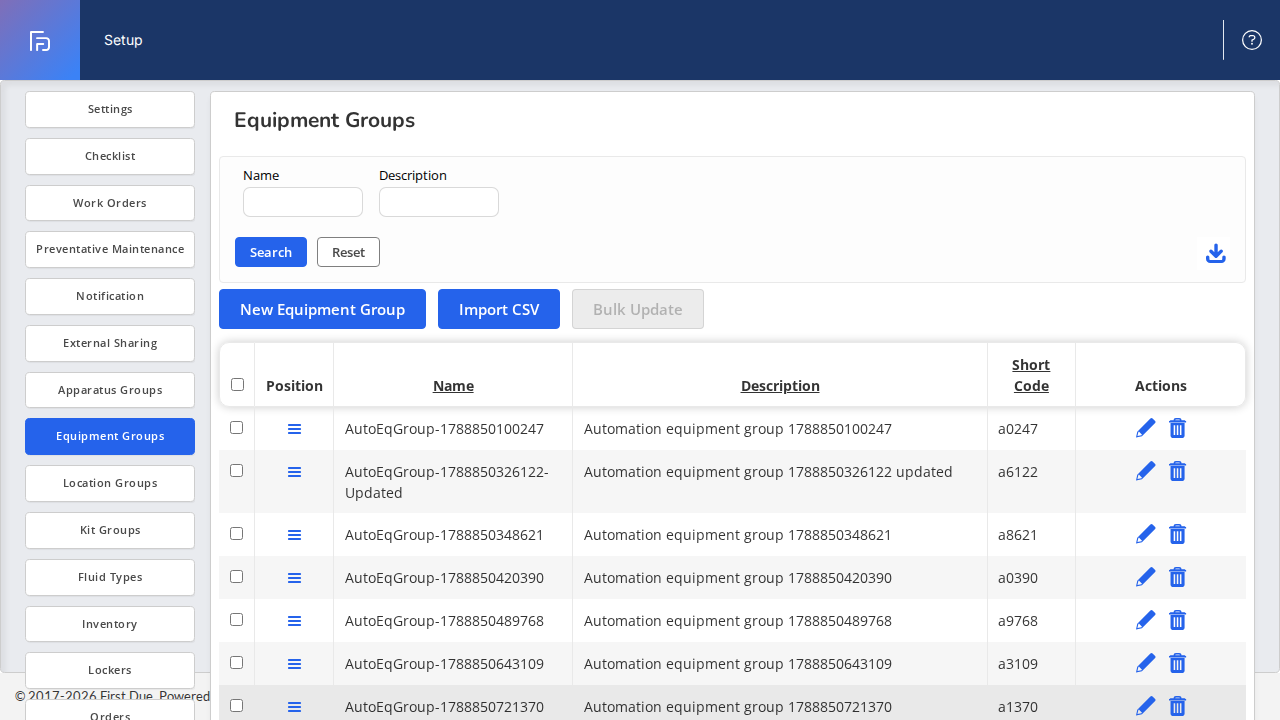 Setup
Settings
Checklist
Work Orders
Preventative Maintenance
Notification
External Sharing
Apparatus Groups
Equipment Groups
Location Groups
Kit Groups
Fluid Types
Inventory
Lockers
Orders
© 2017-2026 First Due. Powered
Equipment Groups
Name Description
Search Reset
New Equipment Group Import CSV Bulk Update
Position Name Description Short Code Actions
AutoEqGroup-1788850100247 Automation equipment group 1788850100247 a0247
AutoEqGroup-1788850326122-Updated Automation equipment group 1788850326122 updated a6122
AutoEqGroup-1788850348621 Automation equipment group 1788850348621 a8621
AutoEqGroup-1788850420390 Automation equipment group 1788850420390 a0390
AutoEqGroup-1788850489768 Automation equipment group 1788850489768 a9768
AutoEqGroup-1788850643109 Automation equipment group 1788850643109 a3109
AutoEqGroup-1788850721370 Automation equipment group 1788850721370 a1370